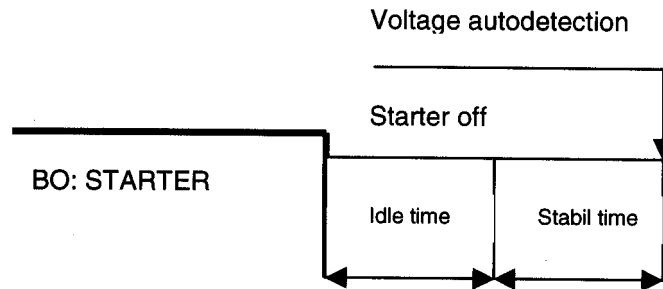 Voltage autodetection
Starter off
BO: STARTER
Idle time
Stabil time